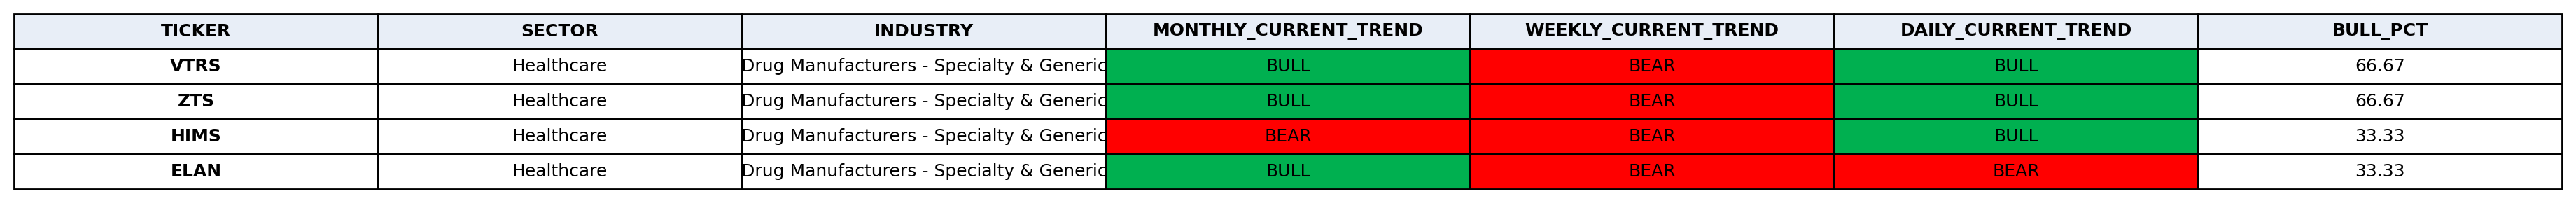 TICKER SECTOR INDUSTRY MONTHLY_CURRENT_TREND WEEKLY_CURRENT_TREND DAILY_CURRENT_TREND BULL_PCT
VTRS Healthcare Drug Manufacturers - Specialty & Generic BULL BEAR BULL 66.67
ZTS Healthcare Drug Manufacturers - Specialty & Generic BULL BEAR BULL 66.67
HIMS Healthcare Drug Manufacturers - Specialty & Generic BEAR BEAR BULL 33.33
ELAN Healthcare Drug Manufacturers - Specialty & Generic BULL BEAR BEAR 33.33